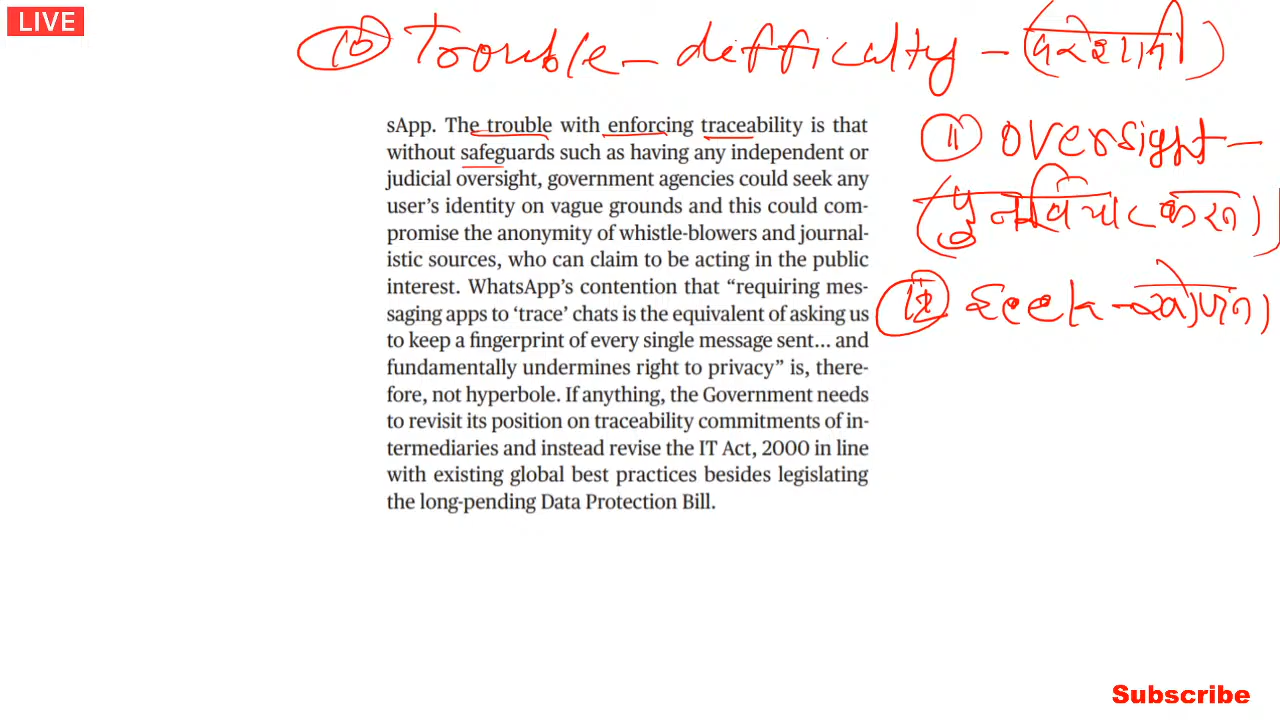 LIVE
10 Trouble - difficalty - (परेशानी)
sApp. The trouble with enforcing traceability is that
without safeguards such as having any independent or
judicial oversight, government agencies could seek any
user's identity on vague grounds and this could com-
promise the anonymity of whistle-blowers and journal-
istic sources, who can claim to be acting in the public
interest. WhatsApp's contention that “requiring mes-
saging apps to ‘trace’ chats is the equivalent of asking us
to keep a fingerprint of every single message sent... and
fundamentally undermines right to privacy” is, there-
fore, not hyperbole. If anything, the Government needs
to revisit its position on traceability commitments of in-
termediaries and instead revise the IT Act, 2000 in line
with existing global best practices besides legislating
the long-pending Data Protection Bill.
11 Oversight -
(पुनर्विचार करना)
12 Seek - खोजना
Subscribe